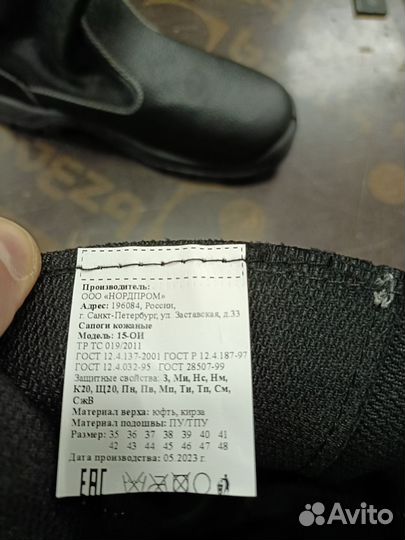 Производитель:
ООО «НОРДПРОМ»
Адрес: 196084, России,
г. Санкт-Петербург, ул. Заставская, д.33
Сапоги кожаные
Модель: 15-ОИ
ТР ТС 019/2011
ГОСТ 12.4.137-2001 ГОСТ Р 12.4.187-97
ГОСТ 12.4.032-95 ГОСТ 28507-99
Защитные свойства: З, Ми, Нс, Нм,
К20, Щ20, Пн, Пв, Мп, Ти, Тп, См,
СжВ
Материал верха: юфть, кирза
Материал подошвы: ПУ/ТПУ
Размер: 35 36 37 38 39 40 41
42 43 44 45 46 47 48
Дата производства: 05.2023 г.
EAC
Avito